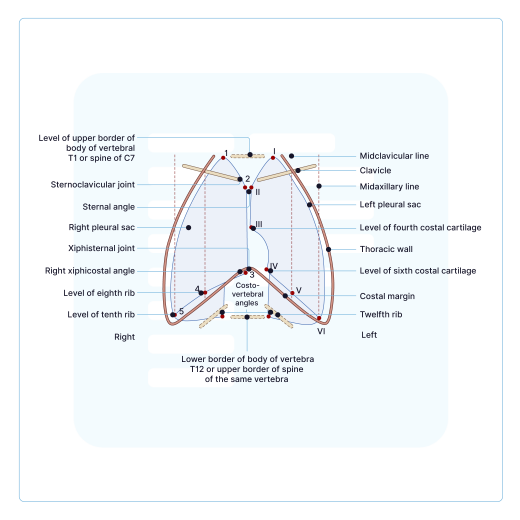 Level of upper border of
body of vertebral
T1 or spine of C7
Sternoclavicular joint
Sternal angle
Right pleural sac
Xiphisternal joint
Right xiphicostal angle
Level of eighth rib
Level of tenth rib
Right
1
I
2
II
III
IV
3
4
V
5
VI
Costo-
vertebral
angles
Midclavicular line
Clavicle
Midaxillary line
Left pleural sac
Level of fourth costal cartilage
Thoracic wall
Level of sixth costal cartilage
Costal margin
Twelfth rib
Left
Lower border of body of vertebra
T12 or upper border of spine
of the same vertebra